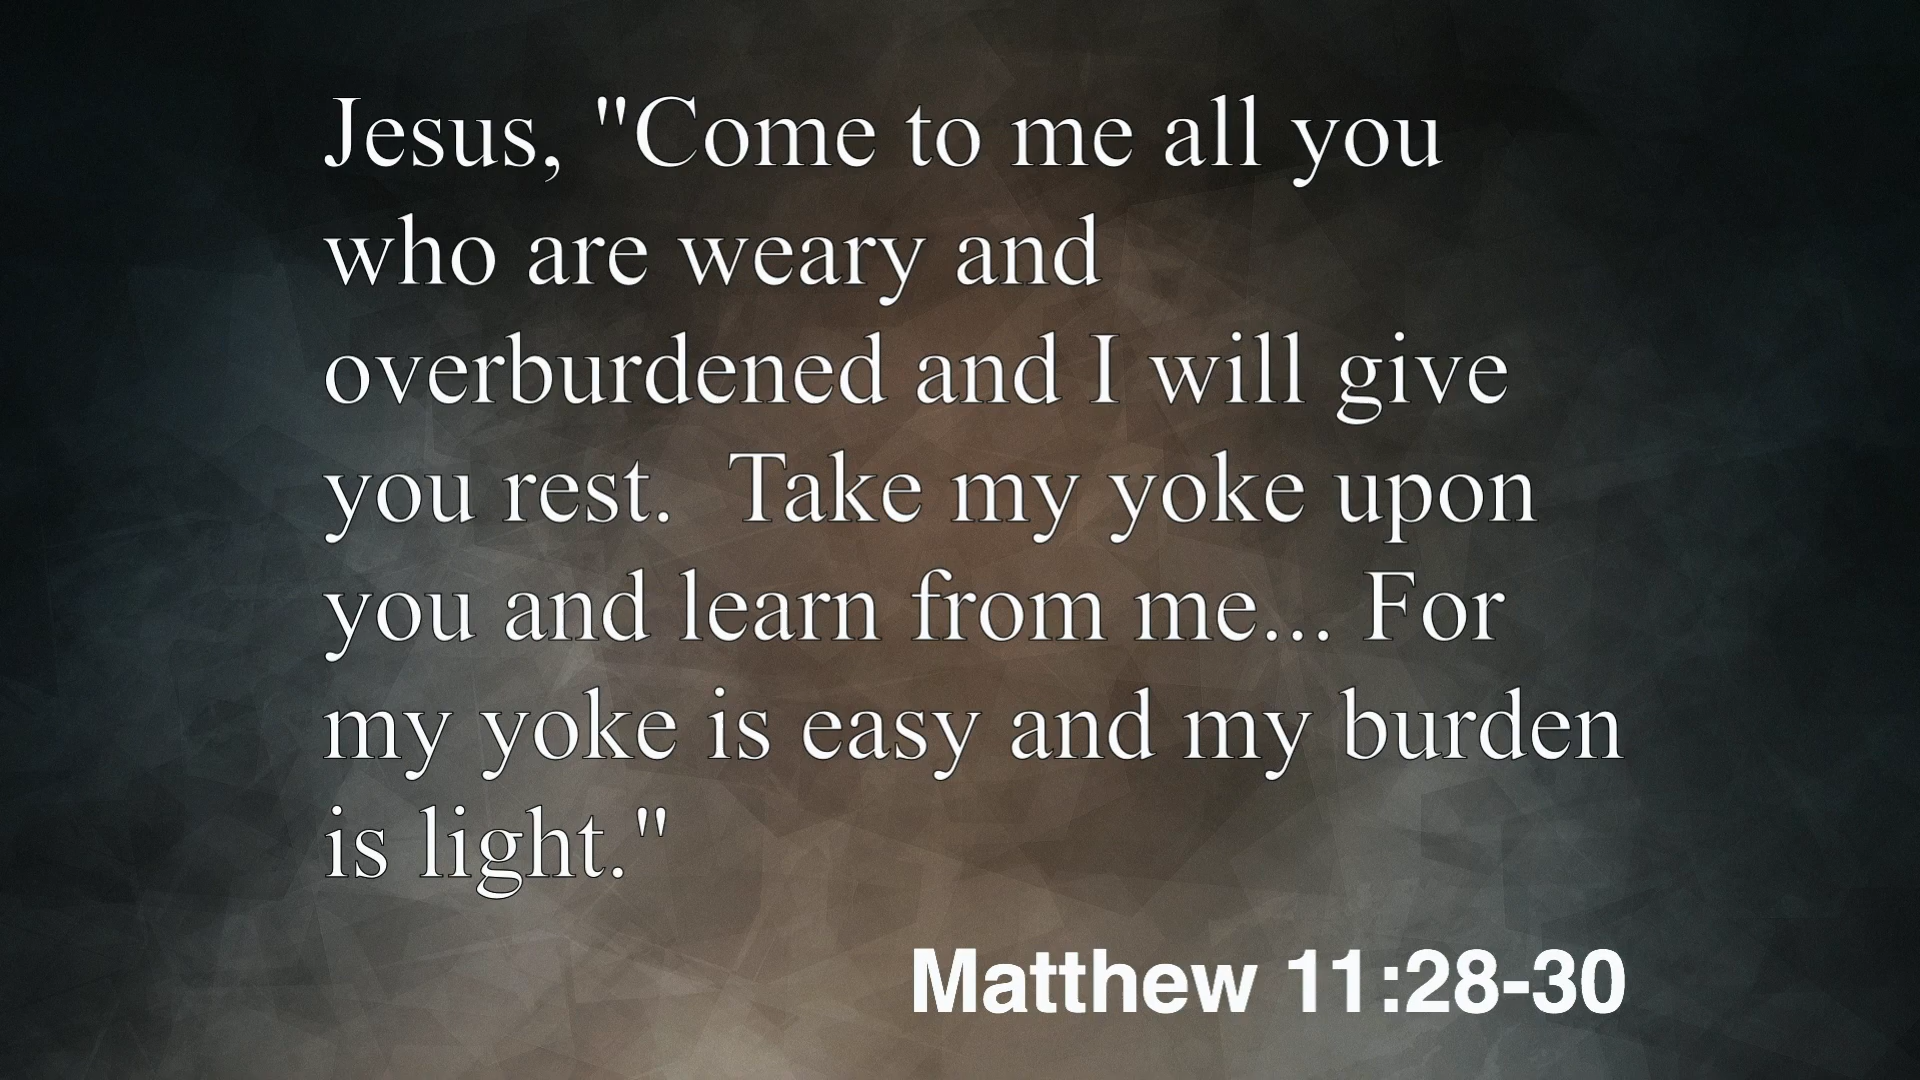 Jesus,  "Come to me all you
who are weary and
overburdened and I will give
you rest.  Take my yoke upon
you and learn from me... For
my yoke is easy and my burden
is light."
Matthew 11:28-30